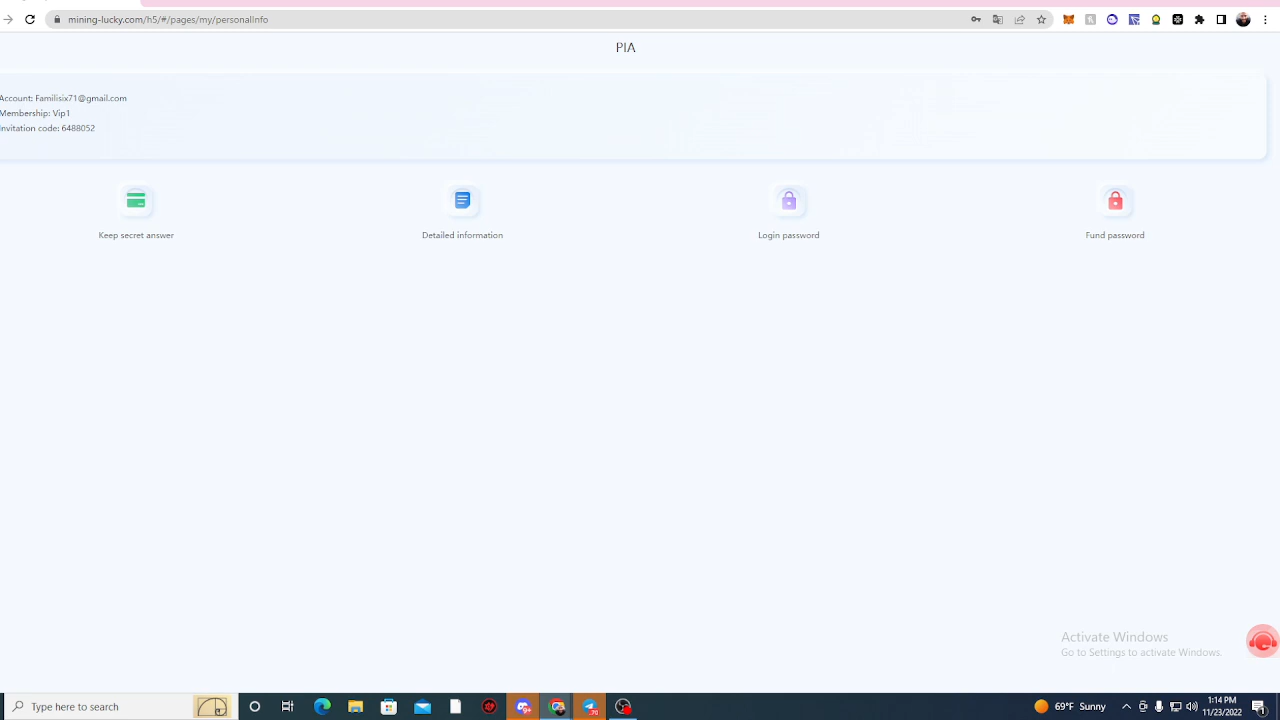 mining-lucky.com/h5/#/pages/my/personalInfo
PIA
Account: Familisix71@gmail.com
Membership: Vip1
Invitation code: 6488052
Keep secret answer
Detailed information
Login password
Fund password
Activate Windows
Go to Settings to activate Windows.
Type here to search
69°F Sunny
1:14 PM
11/23/2022